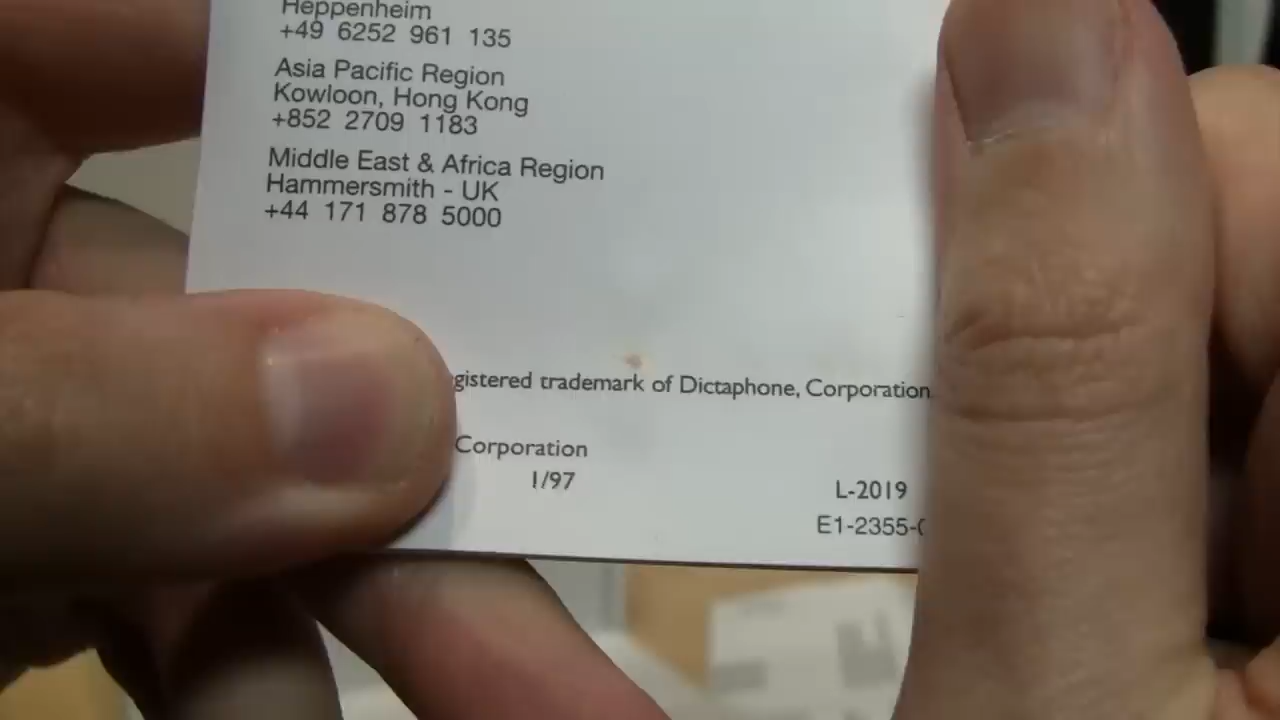 Heppenheim
+49 6252 961 135
Asia Pacific Region
Kowloon, Hong Kong
+852 2709 1183
Middle East & Africa Region
Hammersmith - UK
+44 171 878 5000
gistered trademark of Dictaphone, Corporation
Corporation
1/97
L-2019
E1-2355-